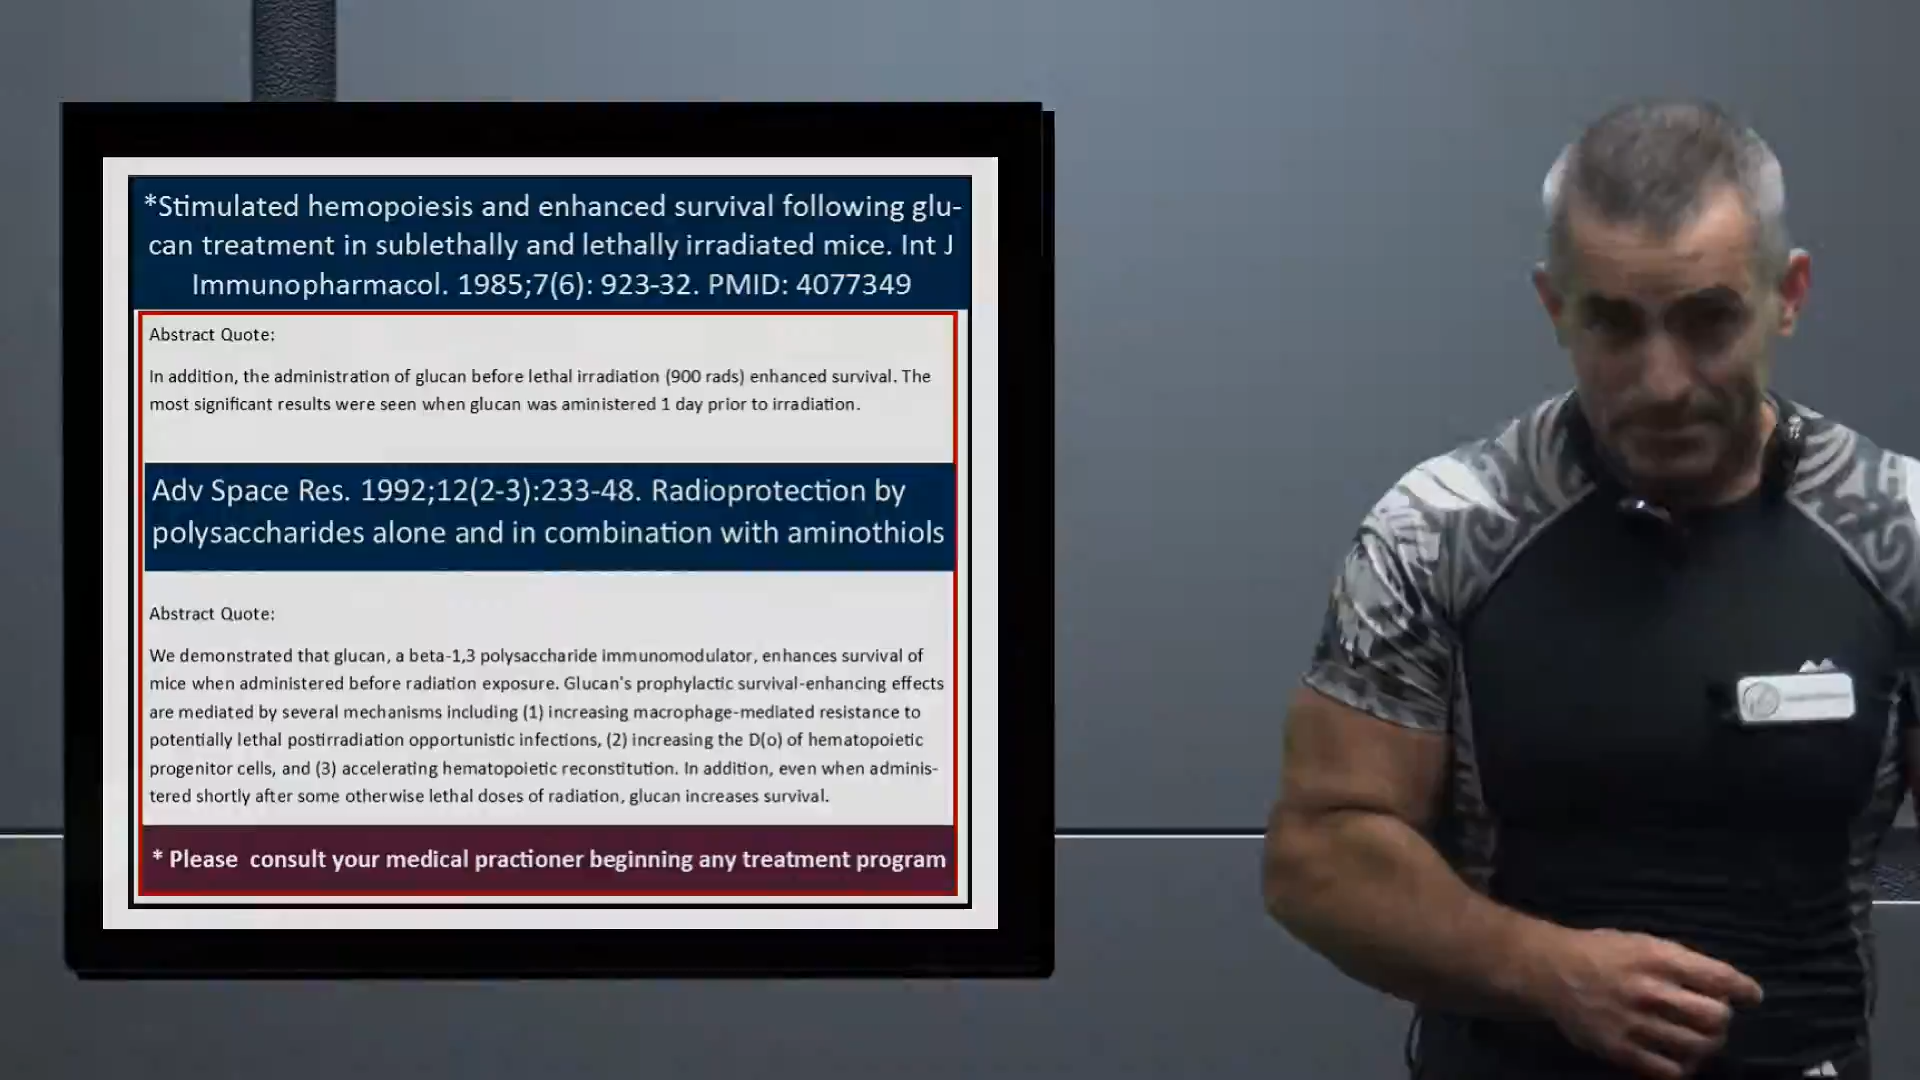 *Stimulated hemopoiesis and enhanced survival following glu-
can treatment in sublethally and lethally irradiated mice. Int J
Immunopharmacol. 1985;7(6): 923-32. PMID: 4077349
Abstract Quote:
In addition, the administration of glucan before lethal irradiation (900 rads) enhanced survival. The
most significant results were seen when glucan was aministered 1 day prior to irradiation.
Adv Space Res. 1992;12(2-3):233-48. Radioprotection by
polysaccharides alone and in combination with aminothiols
Abstract Quote:
We demonstrated that glucan, a beta-1,3 polysaccharide immunomodulator, enhances survival of
mice when administered before radiation exposure. Glucan's prophylactic survival-enhancing effects
are mediated by several mechanisms including (1) increasing macrophage-mediated resistance to
potentially lethal postirradiation opportunistic infections, (2) increasing the D(o) of hematopoietic
progenitor cells, and (3) accelerating hematopoietic reconstitution. In addition, even when adminis-
tered shortly after some otherwise lethal doses of radiation, glucan increases survival.
* Please consult your medical practioner beginning any treatment program